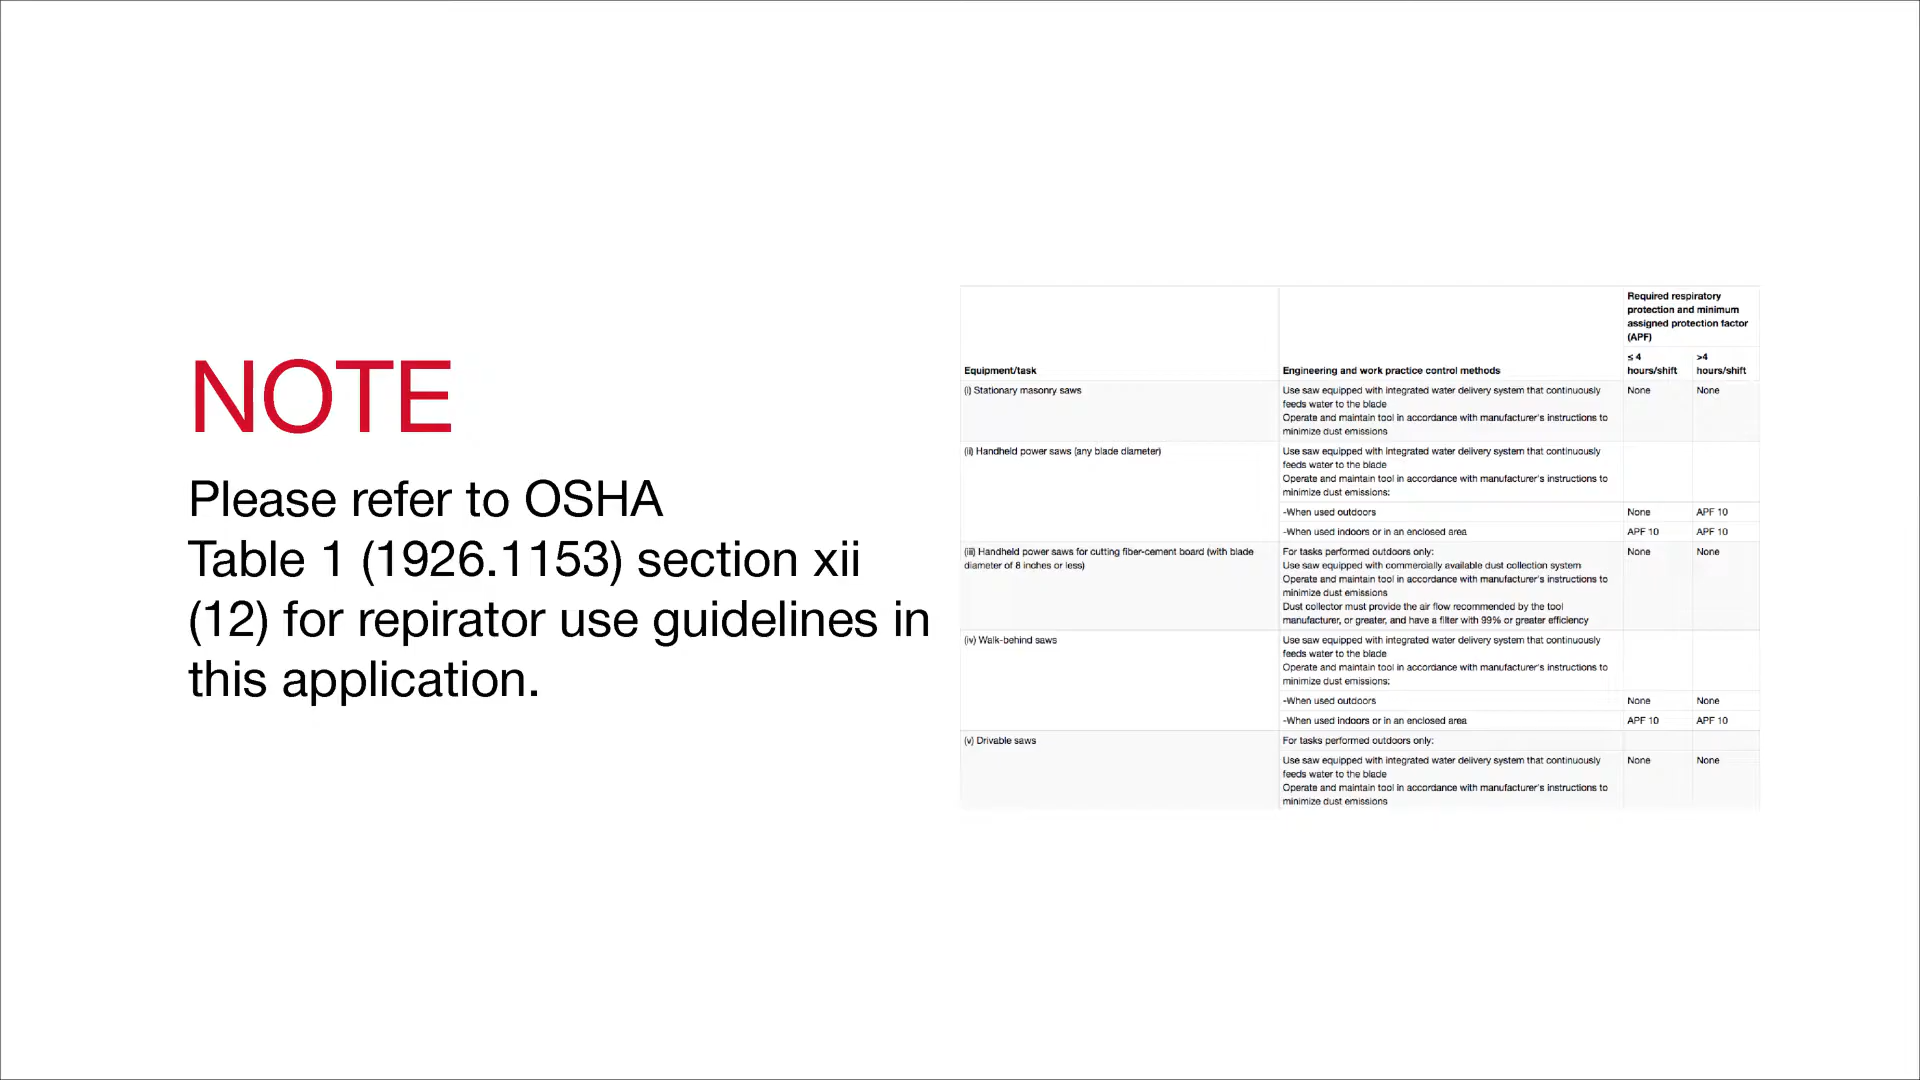 NOTE
Please refer to OSHA
Table 1 (1926.1153) section xii
(12) for repirator use guidelines in
this application.
Required respiratory
protection and minimum
assigned protection factor
(APF)
Equipment/task
Engineering and work practice control methods
≤ 4
hours/shift
>4
hours/shift
(i) Stationary masonry saws
Use saw equipped with integrated water delivery system that continuously
feeds water to the blade
Operate and maintain tool in accordance with manufacturer's instructions to
minimize dust emissions
None
None
(ii) Handheld power saws (any blade diameter)
Use saw equipped with integrated water delivery system that continuously
feeds water to the blade
Operate and maintain tool in accordance with manufacturer's instructions to
minimize dust emissions:
-When used outdoors
None
APF 10
-When used indoors or in an enclosed area
APF 10
APF 10
(iii) Handheld power saws for cutting fiber-cement board (with blade
diameter of 8 inches or less)
For tasks performed outdoors only:
Use saw equipped with commercially available dust collection system
Operate and maintain tool in accordance with manufacturer's instructions to
minimize dust emissions
Dust collector must provide the air flow recommended by the tool
manufacturer, or greater, and have a filter with 99% or greater efficiency
None
None
(iv) Walk-behind saws
Use saw equipped with integrated water delivery system that continuously
feeds water to the blade
Operate and maintain tool in accordance with manufacturer's instructions to
minimize dust emissions:
-When used outdoors
None
None
-When used indoors or in an enclosed area
APF 10
APF 10
(v) Drivable saws
For tasks performed outdoors only:
Use saw equipped with integrated water delivery system that continuously
feeds water to the blade
Operate and maintain tool in accordance with manufacturer's instructions to
minimize dust emissions
None
None